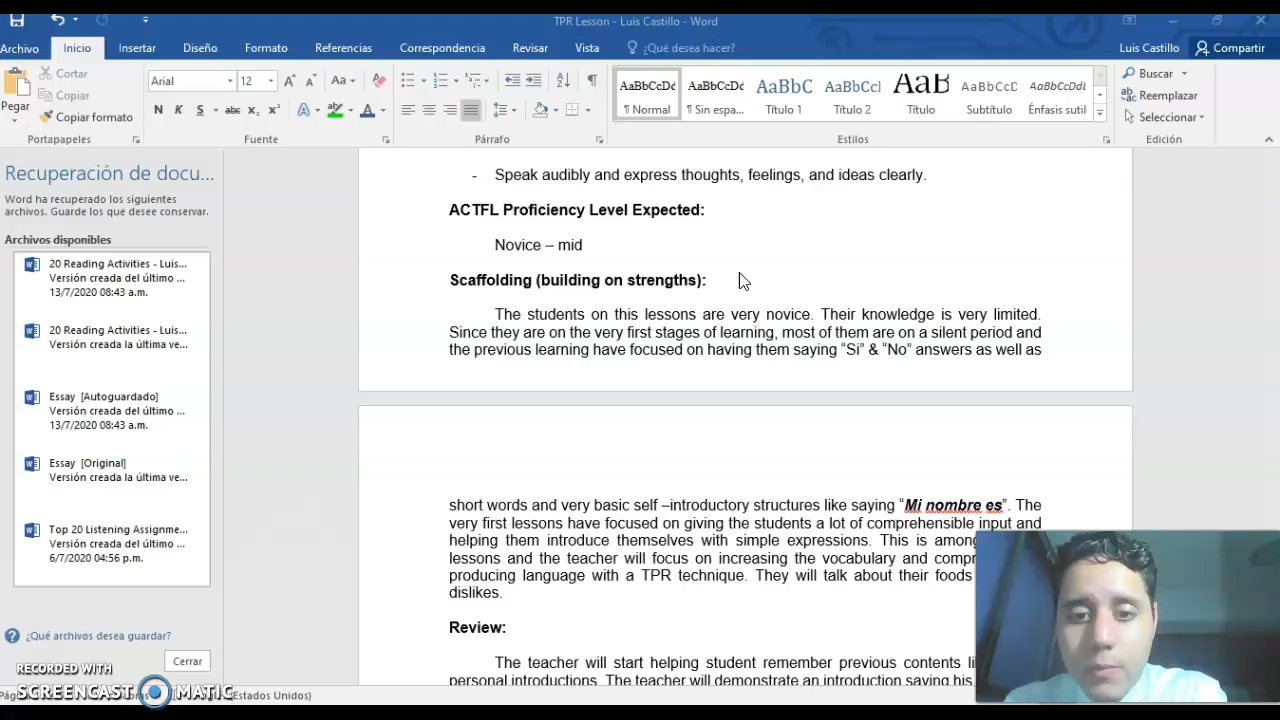 TPR Lesson - Luis Castillo - Word
Archivo Inicio Insertar Diseño Formato Referencias Correspondencia Revisar Vista ¿Qué desea hacer? Luis Castillo Compartir
Pegar
Cortar
Copiar
Copiar formato
Portapapeles
Arial 12
Aa
N K S abc x₂ x²
Fuente
Párrafo
AaBbCcDc AaBbCcDc AaBbC AaBbCcI AaB AaBbCcD AaBbCcDdI
¶ Normal ¶ Sin espa... Título 1 Título 2 Título Subtítulo Énfasis sutil
Estilos
Buscar
Reemplazar
Seleccionar
Edición
Recuperación de docu...
Word ha recuperado los siguientes
archivos. Guarde los que desee conservar.
Archivos disponibles
20 Reading Activities - Luis...
Versión creada del último ...
13/7/2020 08:43 a.m.
20 Reading Activities - Luis...
Versión creada la última ve...
Essay [Autoguardado]
Versión creada del último ...
13/7/2020 08:43 a.m.
Essay [Original]
Versión creada la última ve...
Top 20 Listening Assignme...
Versión creada del último ...
6/7/2020 04:56 p.m.
¿Qué archivos desea guardar?
Cerrar
- Speak audibly and express thoughts, feelings, and ideas clearly.
ACTFL Proficiency Level Expected:
Novice – mid
Scaffolding (building on strengths):
The students on this lessons are very novice. Their knowledge is very limited.
Since they are on the very first stages of learning, most of them are on a silent period and
the previous learning have focused on having them saying “Si” & “No” answers as well as
short words and very basic self –introductory structures like saying “Mi nombre es”. The
very first lessons have focused on giving the students a lot of comprehensible input and
helping them introduce themselves with simple expressions. This is among
lessons and the teacher will focus on increasing the vocabulary and compr
producing language with a TPR technique. They will talk about their foods
dislikes.
Review:
The teacher will start helping student remember previous contents li
personal introductions. The teacher will demonstrate an introduction saying his
RECORDED WITH
SCREENCAST MATIC
(Estados Unidos)